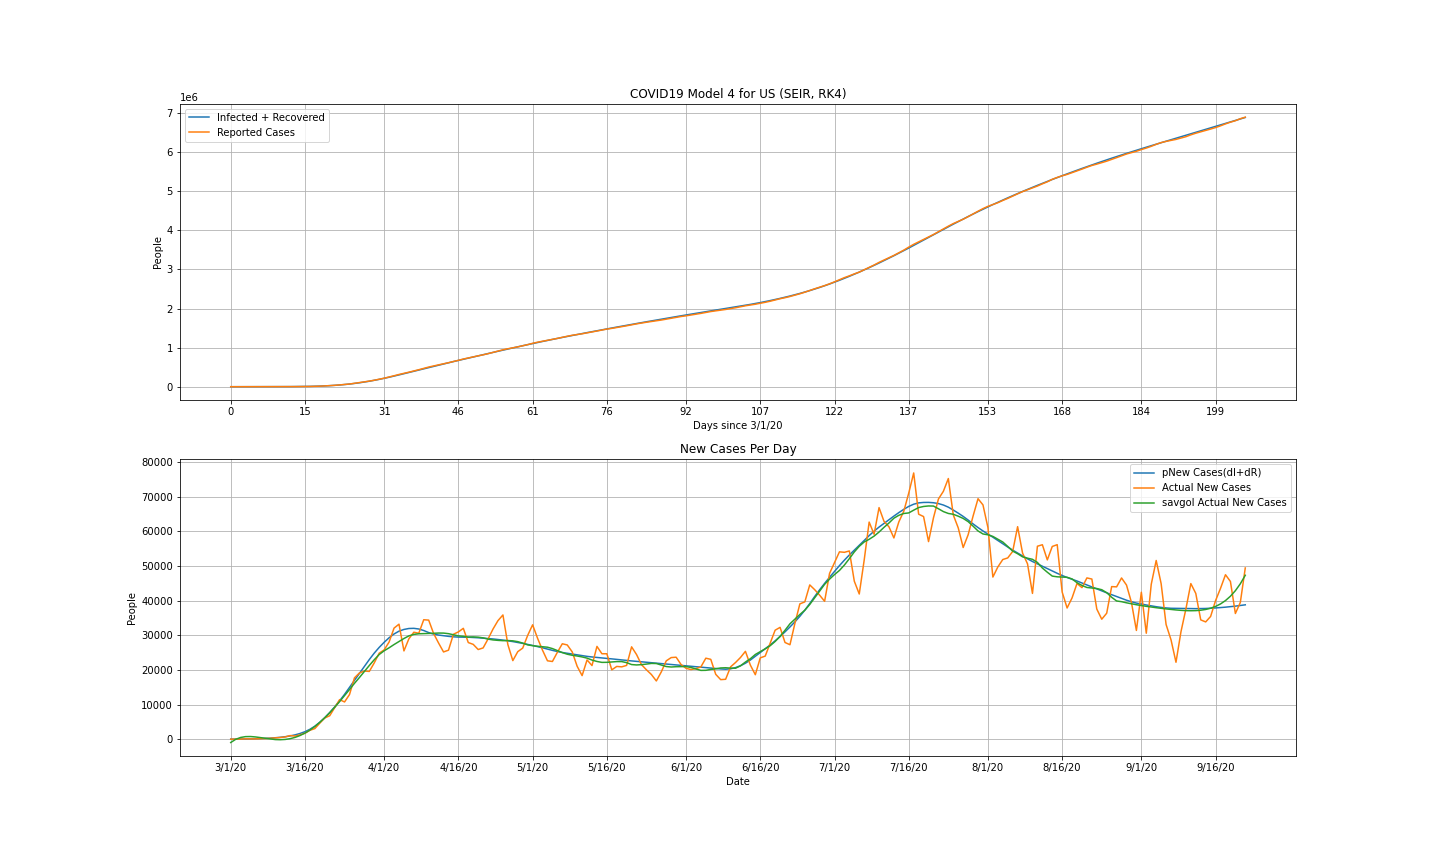 COVID19 Model 4 for US (SEIR, RK4)
1e6
7
6
5
4
3
2
1
0
People
Infected + Recovered
Reported Cases
0 15 31 46 61 76 92 107 122 137 153 168 184 199
Days since 3/1/20
New Cases Per Day
80000
70000
60000
50000
40000
30000
20000
10000
0
People
pNew Cases(dI+dR)
Actual New Cases
savgol Actual New Cases
3/1/20 3/16/20 4/1/20 4/16/20 5/1/20 5/16/20 6/1/20 6/16/20 7/1/20 7/16/20 8/1/20 8/16/20 9/1/20 9/16/20
Date